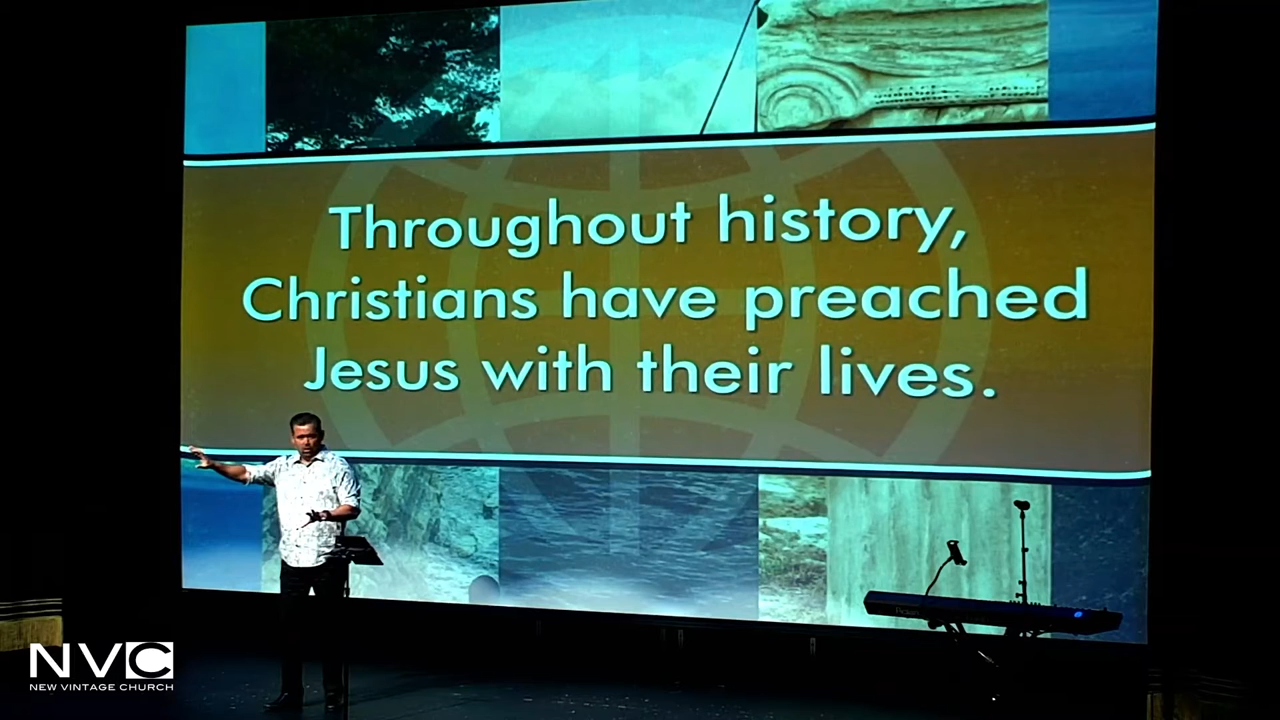 Throughout history,
Christians have preached
Jesus with their lives.
NVC
NEW VINTAGE CHURCH